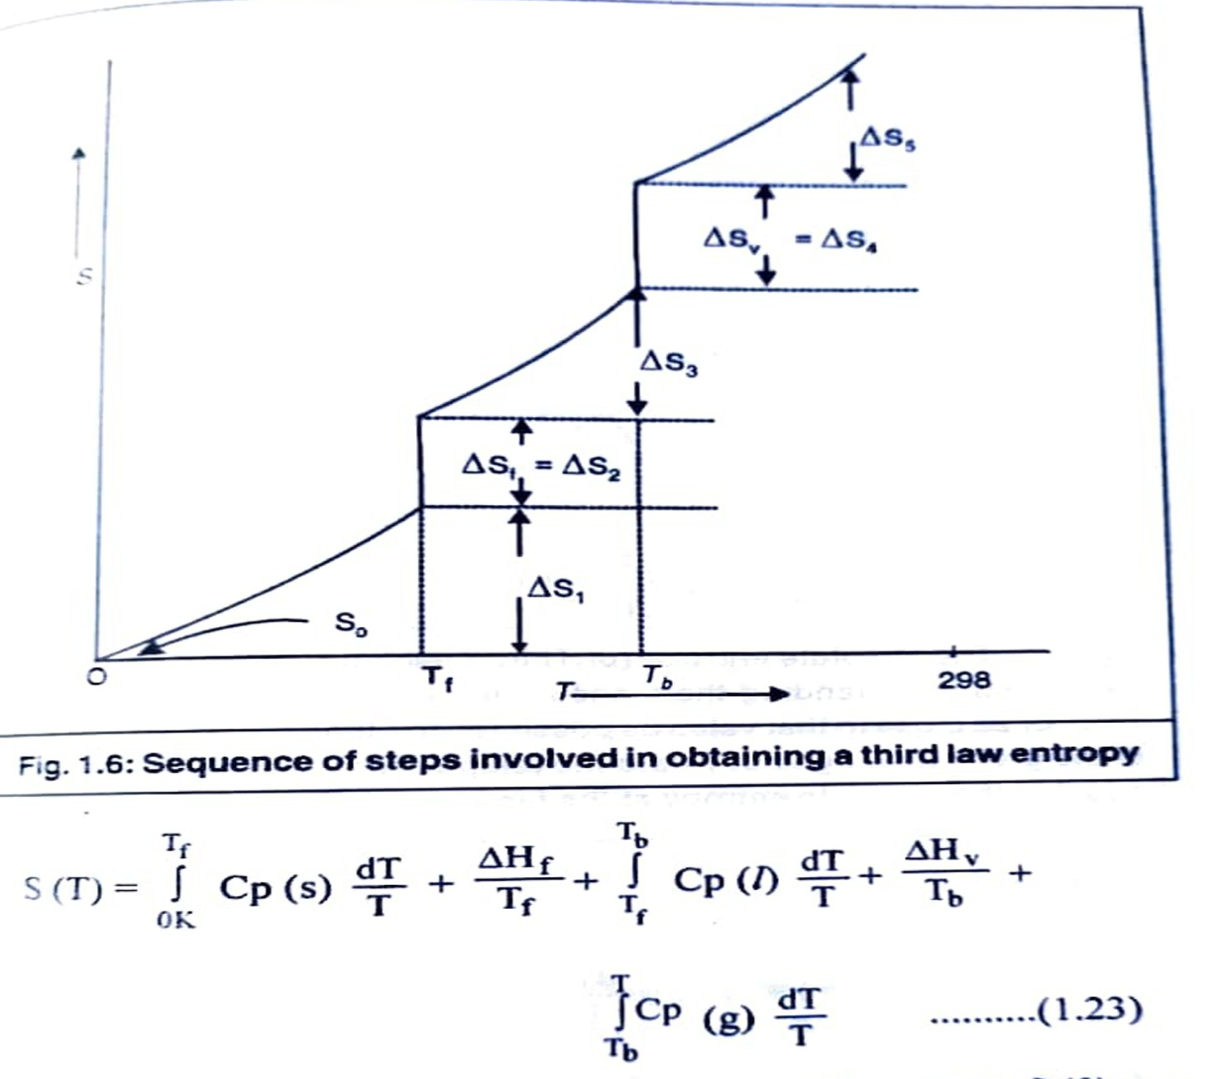 S
ΔS₅
ΔSᵥ = ΔS₄
ΔS₃
ΔSf = ΔS₂
ΔS₁
S₀
O
Tf
T
Tb
298
Fig. 1.6: Sequence of steps involved in obtaining a third law entropy
S (T) = ∫ 0K Tf Cp (s) dT/T + ΔHf/Tf + ∫ Tf Tb Cp (l) dT/T + ΔHv/Tb +
∫ Tb T Cp (g) dT/T ..........(1.23)